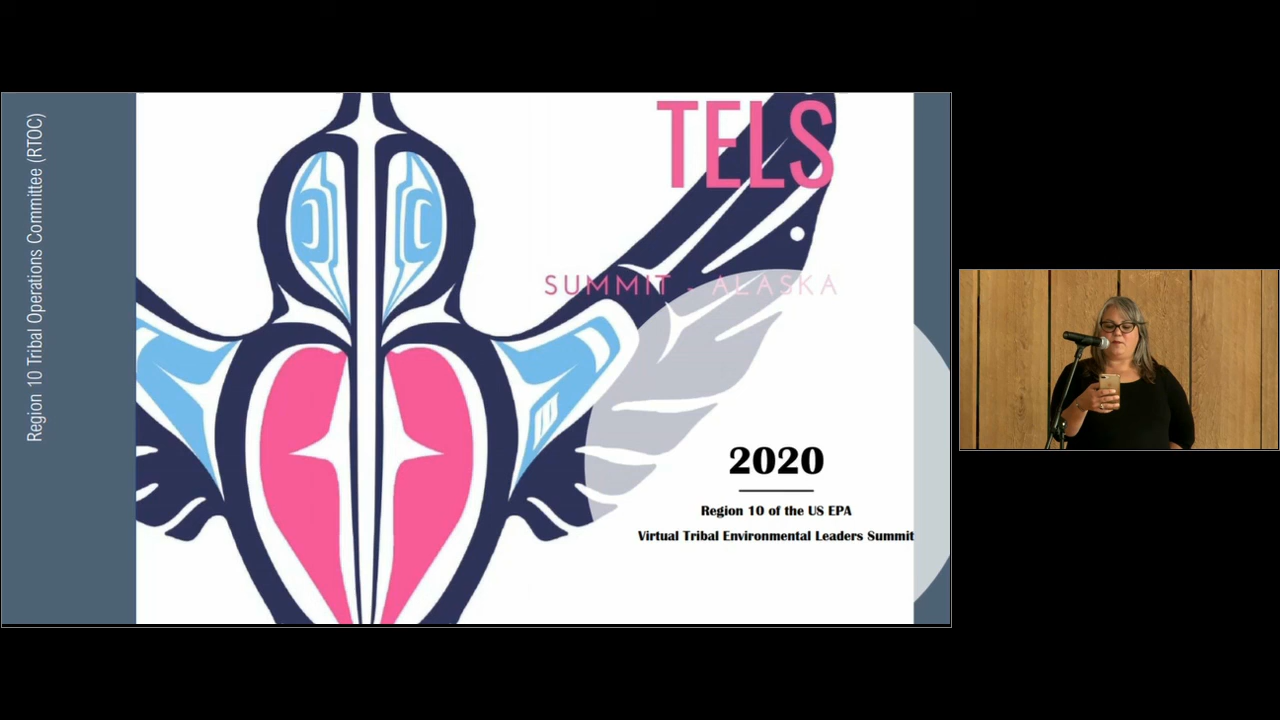 Region 10 Tribal Operations Committee (RTOC)
TELS
SUMMIT - ALASKA
2020
Region 10 of the US EPA
Virtual Tribal Environmental Leaders Summit